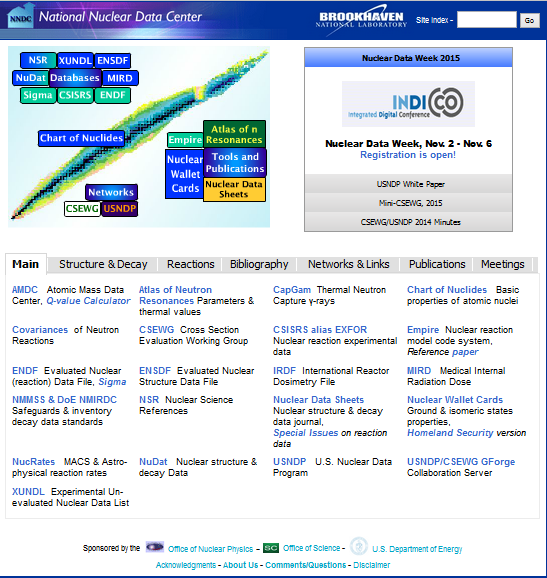 NNDC National Nuclear Data Center BROOKHAVEN Site Index - Go
NATIONAL LABORATORY
NSR XUNDL ENSDF
NuDat Databases MIRD
Sigma CSISRS ENDF
Chart of Nuclides
Empire Atlas of n
Resonances
Nuclear
Wallet
Cards
Tools and
Publications
Nuclear Data
Sheets
Networks
CSEWG USNDP
Nuclear Data Week 2015
INDICO
Integrated Digital Conference
Nuclear Data Week, Nov. 2 - Nov. 6
Registration is open!
USNDP White Paper
Mini-CSEWG, 2015
CSEWG/USNDP 2014 Minutes
Main Structure & Decay Reactions Bibliography Networks & Links Publications Meetings
AMDC Atomic Mass Data
Center, Q-value Calculator
Atlas of Neutron
Resonances Parameters &
thermal values
CapGam Thermal Neutron
Capture γ-rays
Chart of Nuclides Basic
properties of atomic nuclei
Covariances of Neutron
Reactions
CSEWG Cross Section
Evaluation Working Group
CSISRS alias EXFOR
Nuclear reaction experimental
data
Empire Nuclear reaction
model code system,
Reference paper
ENDF Evaluated Nuclear
(reaction) Data File, Sigma
ENSDF Evaluated Nuclear
Structure Data File
IRDF International Reactor
Dosimetry File
MIRD Medical Internal
Radiation Dose
NMMSS & DoE NMIRDC
Safeguards & inventory
decay data standards
NSR Nuclear Science
References
Nuclear Data Sheets
Nuclear structure & decay
data journal,
Special Issues on reaction
data
Nuclear Wallet Cards
Ground & isomeric states
properties,
Homeland Security version
NucRates MACS & Astro-
physical reaction rates
NuDat Nuclear structure &
decay Data
USNDP U.S. Nuclear Data
Program
USNDP/CSEWG GForge
Collaboration Server
XUNDL Experimental Un-
evaluated Nuclear Data List
Sponsored by the Office of Nuclear Physics - SC Office of Science - U.S. Department of Energy
Acknowledgments - About Us - Comments/Questions - Disclaimer